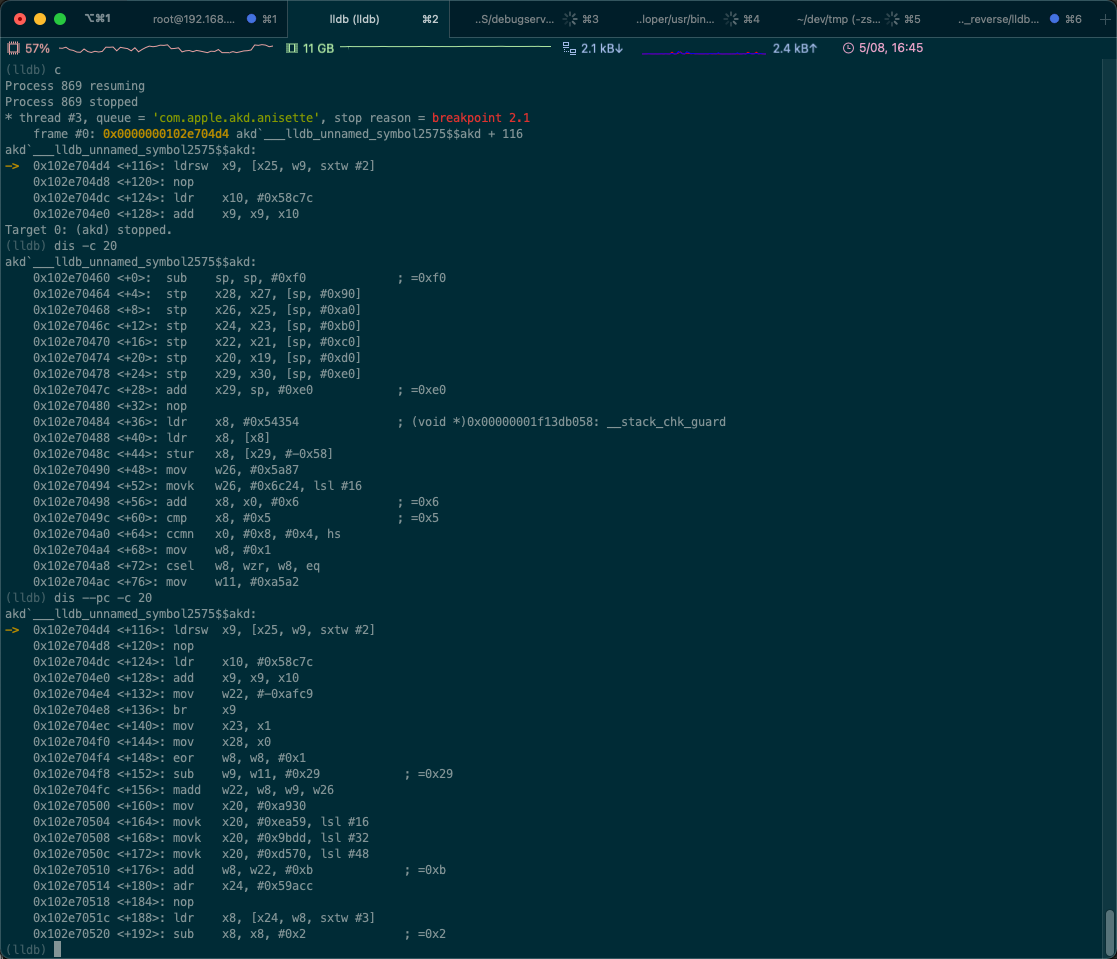 ⌥⌘1 root@192.168.... ⌘1 lldb (lldb) ⌘2 ..S/debugserv... ⌘3 ..loper/usr/bin... ⌘4 ~/dev/tmp (-zs... ⌘5 .._reverse/lldb... ⌘6 +
57% 11 GB 2.1 kB↓ 2.4 kB↑ 5/08, 16:45
(lldb) c
Process 869 resuming
Process 869 stopped
* thread #3, queue = 'com.apple.akd.anisette', stop reason = breakpoint 2.1
    frame #0: 0x0000000102e704d4 akd`___lldb_unnamed_symbol2575$$akd + 116
akd`___lldb_unnamed_symbol2575$$akd:
->  0x102e704d4 <+116>: ldrsw  x9, [x25, w9, sxtw #2]
    0x102e704d8 <+120>: nop
    0x102e704dc <+124>: ldr    x10, #0x58c7c
    0x102e704e0 <+128>: add    x9, x9, x10
Target 0: (akd) stopped.
(lldb) dis -c 20
akd`___lldb_unnamed_symbol2575$$akd:
    0x102e70460 <+0>:  sub    sp, sp, #0xf0             ; =0xf0
    0x102e70464 <+4>:  stp    x28, x27, [sp, #0x90]
    0x102e70468 <+8>:  stp    x26, x25, [sp, #0xa0]
    0x102e7046c <+12>: stp    x24, x23, [sp, #0xb0]
    0x102e70470 <+16>: stp    x22, x21, [sp, #0xc0]
    0x102e70474 <+20>: stp    x20, x19, [sp, #0xd0]
    0x102e70478 <+24>: stp    x29, x30, [sp, #0xe0]
    0x102e7047c <+28>: add    x29, sp, #0xe0            ; =0xe0
    0x102e70480 <+32>: nop
    0x102e70484 <+36>: ldr    x8, #0x54354              ; (void *)0x00000001f13db058: __stack_chk_guard
    0x102e70488 <+40>: ldr    x8, [x8]
    0x102e7048c <+44>: stur   x8, [x29, #-0x58]
    0x102e70490 <+48>: mov    w26, #0x5a87
    0x102e70494 <+52>: movk   w26, #0x6c24, lsl #16
    0x102e70498 <+56>: add    x8, x0, #0x6              ; =0x6
    0x102e7049c <+60>: cmp    x8, #0x5                  ; =0x5
    0x102e704a0 <+64>: ccmn   x0, #0x8, #0x4, hs
    0x102e704a4 <+68>: mov    w8, #0x1
    0x102e704a8 <+72>: csel   w8, wzr, w8, eq
    0x102e704ac <+76>: mov    w11, #0xa5a2
(lldb) dis --pc -c 20
akd`___lldb_unnamed_symbol2575$$akd:
->  0x102e704d4 <+116>: ldrsw  x9, [x25, w9, sxtw #2]
    0x102e704d8 <+120>: nop
    0x102e704dc <+124>: ldr    x10, #0x58c7c
    0x102e704e0 <+128>: add    x9, x9, x10
    0x102e704e4 <+132>: mov    w22, #-0xafc9
    0x102e704e8 <+136>: br     x9
    0x102e704ec <+140>: mov    x23, x1
    0x102e704f0 <+144>: mov    x28, x0
    0x102e704f4 <+148>: eor    w8, w8, #0x1
    0x102e704f8 <+152>: sub    w9, w11, #0x29            ; =0x29
    0x102e704fc <+156>: madd   w22, w8, w9, w26
    0x102e70500 <+160>: mov    x20, #0xa930
    0x102e70504 <+164>: movk   x20, #0xea59, lsl #16
    0x102e70508 <+168>: movk   x20, #0x9bdd, lsl #32
    0x102e7050c <+172>: movk   x20, #0xd570, lsl #48
    0x102e70510 <+176>: add    w8, w22, #0xb             ; =0xb
    0x102e70514 <+180>: adr    x24, #0x59acc
    0x102e70518 <+184>: nop
    0x102e7051c <+188>: ldr    x8, [x24, w8, sxtw #3]
    0x102e70520 <+192>: sub    x8, x8, #0x2              ; =0x2
(lldb)